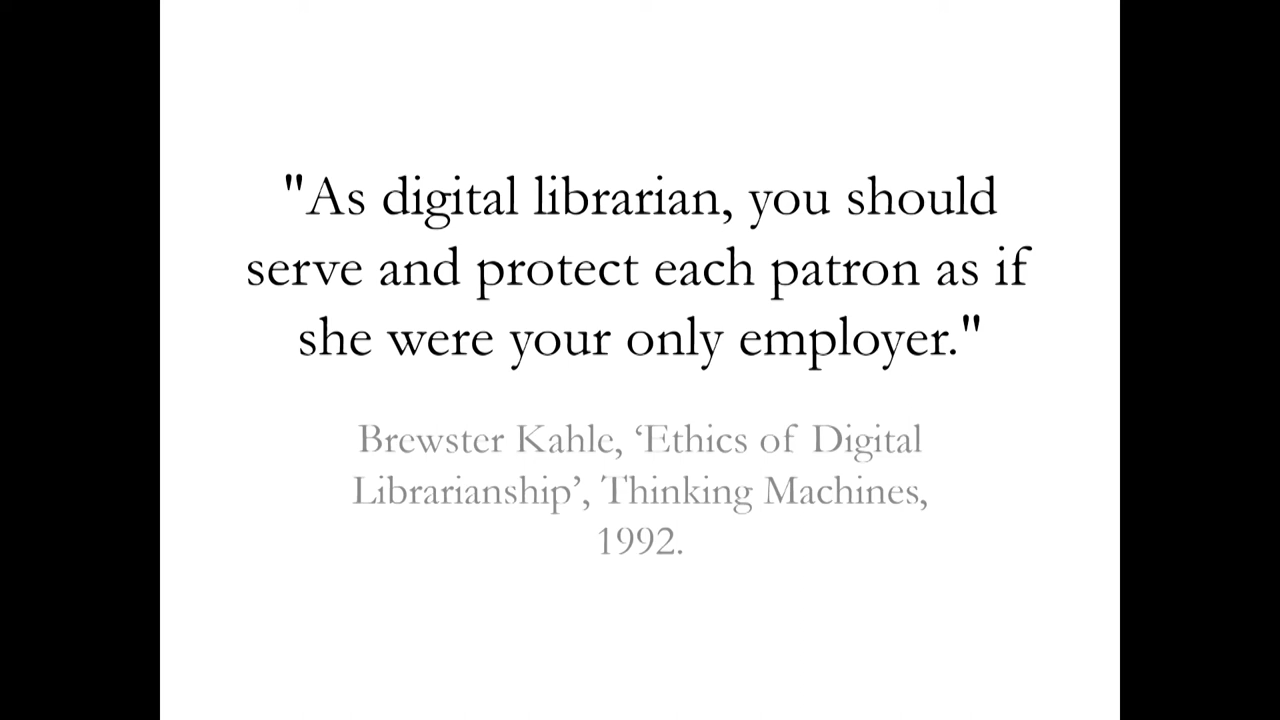 "As digital librarian, you should
serve and protect each patron as if
she were your only employer."
Brewster Kahle, ‘Ethics of Digital
Librarianship’, Thinking Machines,
1992.